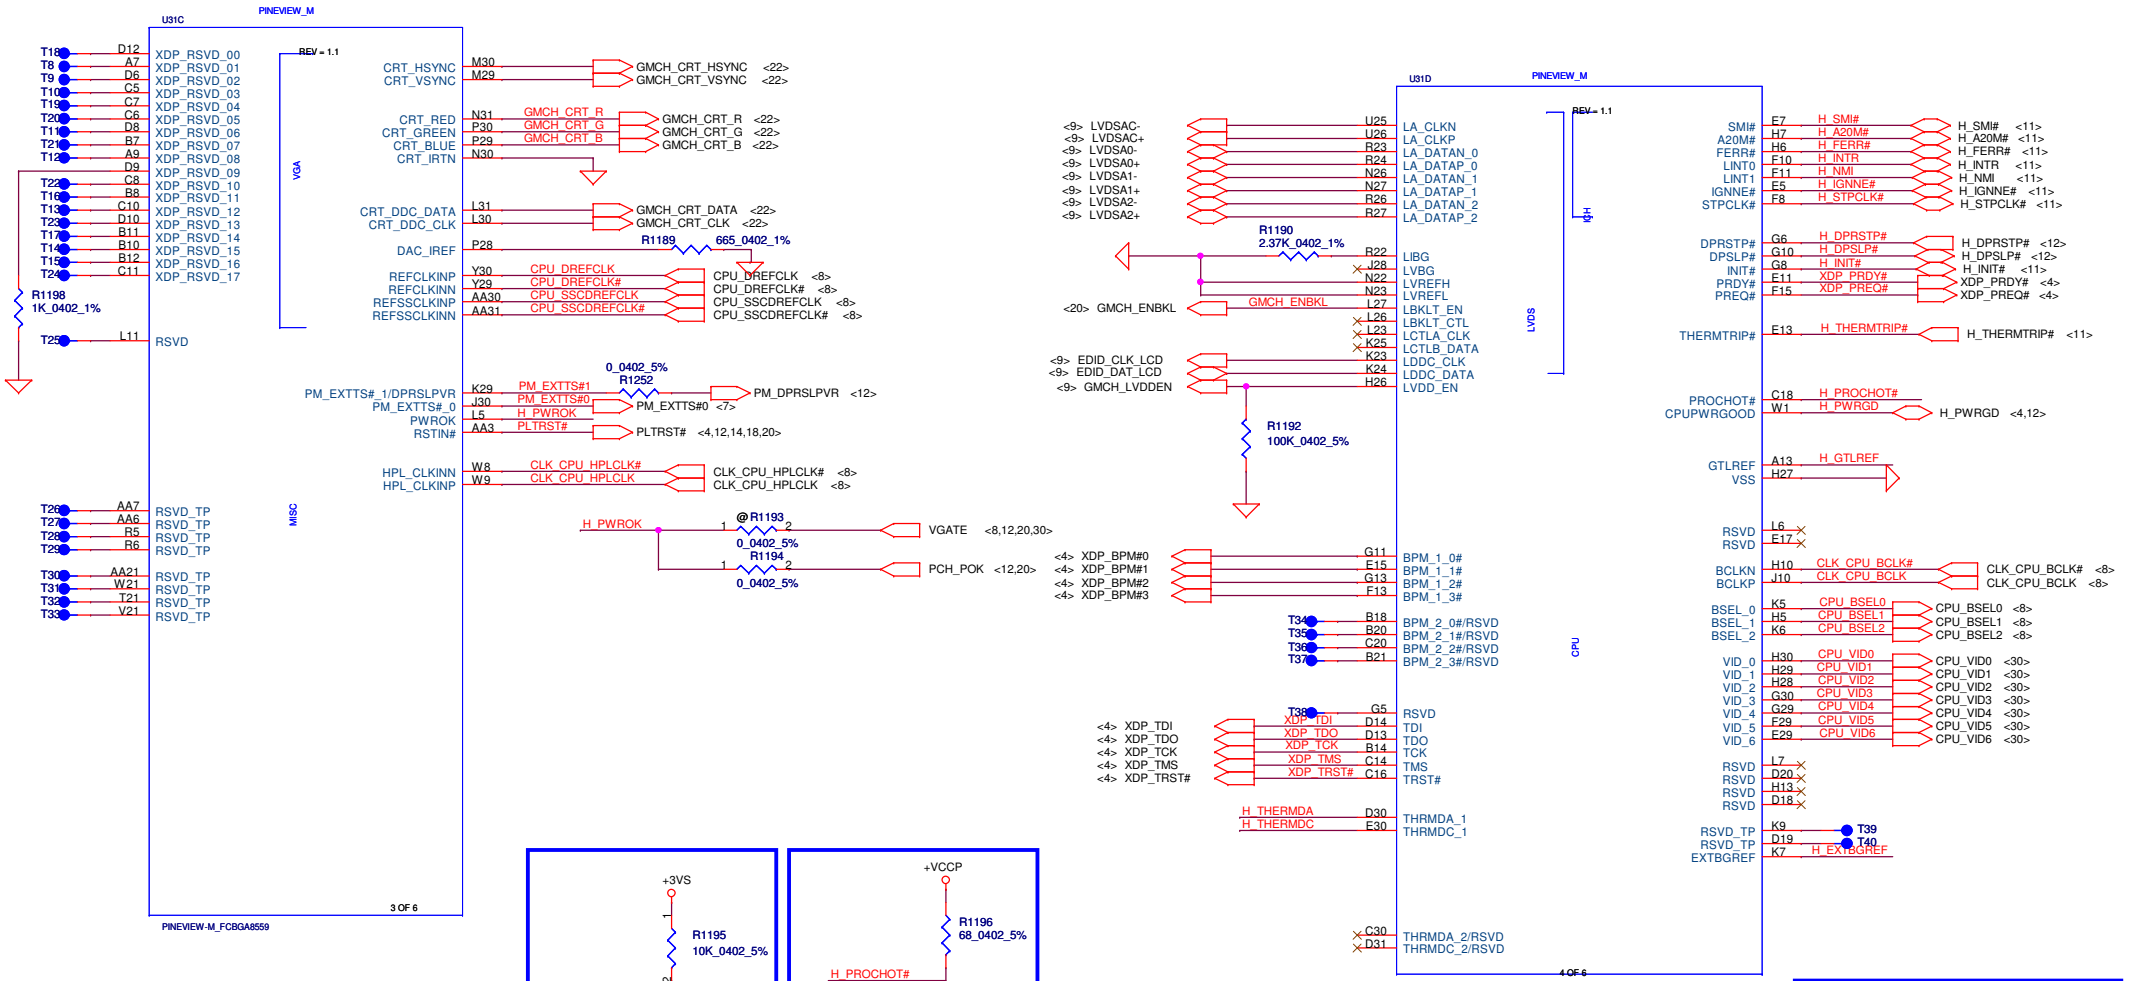 PINEVIEW_M
U31C
REV = 1.1
T18 D12 XDP_RSVD_00
T8 A7 XDP_RSVD_01
T9 D6 XDP_RSVD_02
T10 C5 XDP_RSVD_03
T19 C7 XDP_RSVD_04
T20 C6 XDP_RSVD_05
T11 D8 XDP_RSVD_06
T21 B7 XDP_RSVD_07
T12 A9 XDP_RSVD_08
D9 XDP_RSVD_09
T22 C8 XDP_RSVD_10
T16 B8 XDP_RSVD_11
T13 C10 XDP_RSVD_12
T23 D10 XDP_RSVD_13
T17 B11 XDP_RSVD_14
T14 B10 XDP_RSVD_15
T15 B12 XDP_RSVD_16
T24 C11 XDP_RSVD_17
R1198
1K_0402_1%
T25 L11 RSVD
T26 AA7 RSVD_TP
T27 AA6 RSVD_TP
T28 R5 RSVD_TP
T29 R6 RSVD_TP
T30 AA21 RSVD_TP
T31 W21 RSVD_TP
T32 T21 RSVD_TP
T33 V21 RSVD_TP
VGA
MISC
CRT_HSYNC M30 GMCH_CRT_HSYNC <22>
CRT_VSYNC M29 GMCH_CRT_VSYNC <22>
CRT_RED N31 GMCH_CRT_R GMCH_CRT_R <22>
CRT_GREEN P30 GMCH_CRT_G GMCH_CRT_G <22>
CRT_BLUE P29 GMCH_CRT_B GMCH_CRT_B <22>
CRT_IRTN N30
CRT_DDC_DATA L31 GMCH_CRT_DATA <22>
CRT_DDC_CLK L30 GMCH_CRT_CLK <22>
DAC_IREF P28 R1189 665_0402_1%
REFCLKINP Y30 CPU_DREFCLK CPU_DREFCLK <8>
REFCLKINN Y29 CPU_DREFCLK# CPU_DREFCLK# <8>
REFSSCLKINP AA30 CPU_SSCDREFCLK CPU_SSCDREFCLK <8>
REFSSCLKINN AA31 CPU_SSCDREFCLK# CPU_SSCDREFCLK# <8>
0_0402_5%
R1252
PM_EXTTS#_1/DPRSLPVR K29 PM_EXTTS#1 PM_DPRSLPVR <12>
PM_EXTTS#_0 J30 PM_EXTTS#0 PM_EXTTS#0 <7>
PWROK L5 H_PWROK
RSTIN# AA3 PLTRST# PLTRST# <4,12,14,18,20>
HPL_CLKINN W8 CLK_CPU_HPLCLK# CLK_CPU_HPLCLK# <8>
HPL_CLKINP W9 CLK_CPU_HPLCLK CLK_CPU_HPLCLK <8>
H_PWROK 1 @R1193 2 VGATE <8,12,20,30>
0_0402_5%
1 R1194 2 PCH_POK <12,20>
0_0402_5%
3 OF 6
PINEVIEW-M_FCBGA8559
+3VS
1
R1195
10K_0402_5%
2
+VCCP
R1196
68_0402_5%
H_PROCHOT#
PINEVIEW_M
U31D
REV = 1.1
<9> LVDSAC- U25 LA_CLKN
<9> LVDSAC+ U26 LA_CLKP
<9> LVDSA0- R23 LA_DATAN_0
<9> LVDSA0+ R24 LA_DATAP_0
<9> LVDSA1- N26 LA_DATAN_1
<9> LVDSA1+ N27 LA_DATAP_1
<9> LVDSA2- R26 LA_DATAN_2
<9> LVDSA2+ R27 LA_DATAP_2
R1190
2.37K_0402_1%
R22 LIBG
J28 LVBG
N22 LVREFH
N23 LVREFL
<20> GMCH_ENBKL GMCH_ENBKL L27 LBKLT_EN
L26 LBKLT_CTL
L23 LCTLA_CLK
K25 LCTLB_DATA
<9> EDID_CLK_LCD K23 LDDC_CLK
<9> EDID_DAT_LCD K24 LDDC_DATA
<9> GMCH_LVDDEN H26 LVDD_EN
R1192
100K_0402_5%
<4> XDP_BPM#0 G11 BPM_1_0#
<4> XDP_BPM#1 E15 BPM_1_1#
<4> XDP_BPM#2 G13 BPM_1_2#
<4> XDP_BPM#3 F13 BPM_1_3#
T34 B18 BPM_2_0#/RSVD
T35 B20 BPM_2_1#/RSVD
T36 C20 BPM_2_2#/RSVD
T37 B21 BPM_2_3#/RSVD
T38 G5 RSVD
<4> XDP_TDI XDP_TDI D14 TDI
<4> XDP_TDO XDP_TDO D13 TDO
<4> XDP_TCK XDP_TCK B14 TCK
<4> XDP_TMS XDP_TMS C14 TMS
<4> XDP_TRST# XDP_TRST# C16 TRST#
H_THERMDA D30 THRMDA_1
H_THERMDC E30 THRMDC_1
C30 THRMDA_2/RSVD
D31 THRMDC_2/RSVD
ICH
LVDS
CPU
SMI# E7 H_SMI# H_SMI# <11>
A20M# H7 H_A20M# H_A20M# <11>
FERR# H6 H_FERR# H_FERR# <11>
LINT0 F10 H_INTR H_INTR <11>
LINT1 F11 H_NMI H_NMI <11>
IGNNE# E5 H_IGNNE# H_IGNNE# <11>
STPCLK# F8 H_STPCLK# H_STPCLK# <11>
DPRSTP# G6 H_DPRSTP# H_DPRSTP# <12>
DPSLP# G10 H_DPSLP# H_DPSLP# <12>
INIT# G8 H_INIT# H_INIT# <11>
PRDY# E11 XDP_PRDY# XDP_PRDY# <4>
PREQ# F15 XDP_PREQ# XDP_PREQ# <4>
THERMTRIP# E13 H_THERMTRIP# H_THERMTRIP# <11>
PROCHOT# C18 H_PROCHOT#
CPUPWRGOOD W1 H_PWRGD H_PWRGD <4,12>
GTLREF A13 H_GTLREF
VSS H27
RSVD L6
RSVD E17
BCLKN H10 CLK_CPU_BCLK# CLK_CPU_BCLK# <8>
BCLKP J10 CLK_CPU_BCLK CLK_CPU_BCLK <8>
BSEL_0 K5 CPU_BSEL0 CPU_BSEL0 <8>
BSEL_1 H5 CPU_BSEL1 CPU_BSEL1 <8>
BSEL_2 K6 CPU_BSEL2 CPU_BSEL2 <8>
VID_0 H30 CPU_VID0 CPU_VID0 <30>
VID_1 H29 CPU_VID1 CPU_VID1 <30>
VID_2 H28 CPU_VID2 CPU_VID2 <30>
VID_3 G30 CPU_VID3 CPU_VID3 <30>
VID_4 G29 CPU_VID4 CPU_VID4 <30>
VID_5 F29 CPU_VID5 CPU_VID5 <30>
VID_6 E29 CPU_VID6 CPU_VID6 <30>
RSVD L7
RSVD D20
RSVD H13
RSVD D18
RSVD_TP K9 T39
RSVD_TP D19 T40
EXTBGREF K7 H_EXTBGREF
4 OF 6